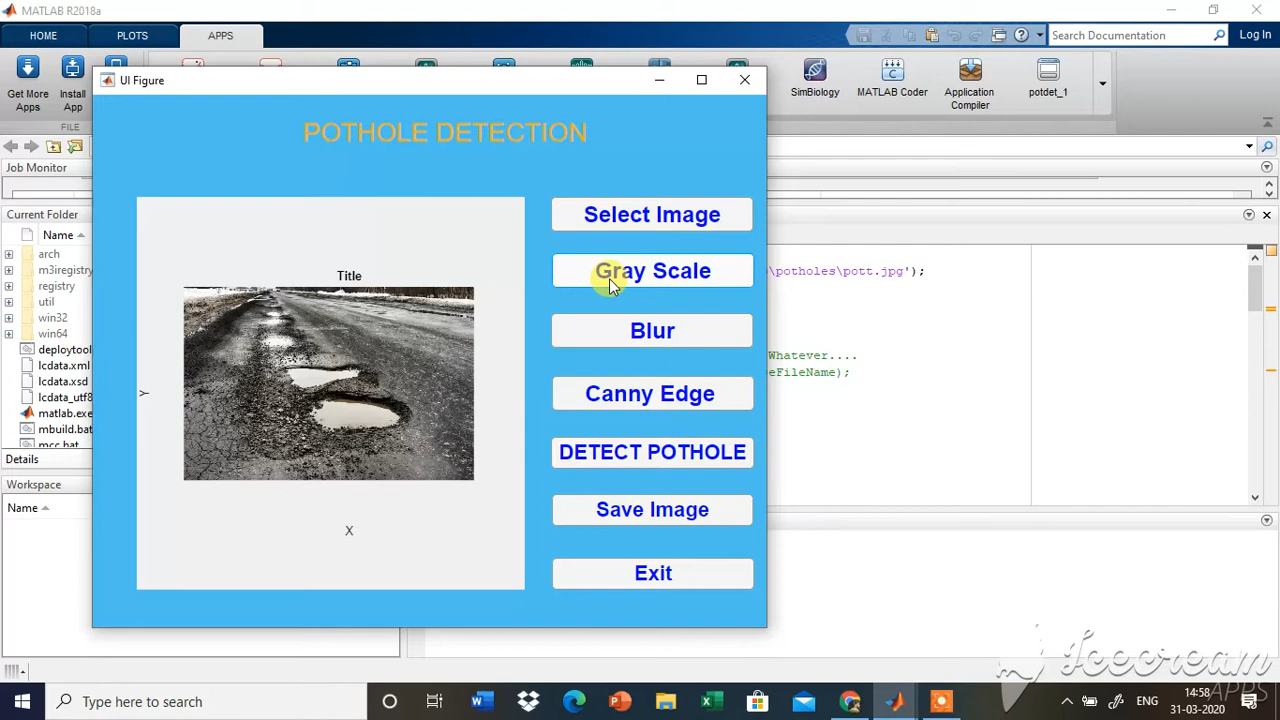 MATLAB R2018a
HOME
PLOTS
APPS
Search Documentation
Log In
Get More
Apps
Install
App
SimBiology
MATLAB Coder
Application
Compiler
potdet_1
FILE
UI Figure
POTHOLE DETECTION
Job Monitor
Current Folder
Name
arch
m3iregistry
registry
util
win32
win64
deploytool
lcdata.xml
lcdata.xsd
lcdata_utf8
matlab.exe
mbuild.bat
mcc.bat
Details
Workspace
Name
Title
Y
X
Select Image
Gray Scale
Blur
Canny Edge
DETECT POTHOLE
Save Image
Exit
\potholes\pott.jpg');
Whatever....
eFileName);
Icecream
APPS
Type here to search
ENG
14:58
31-03-2020